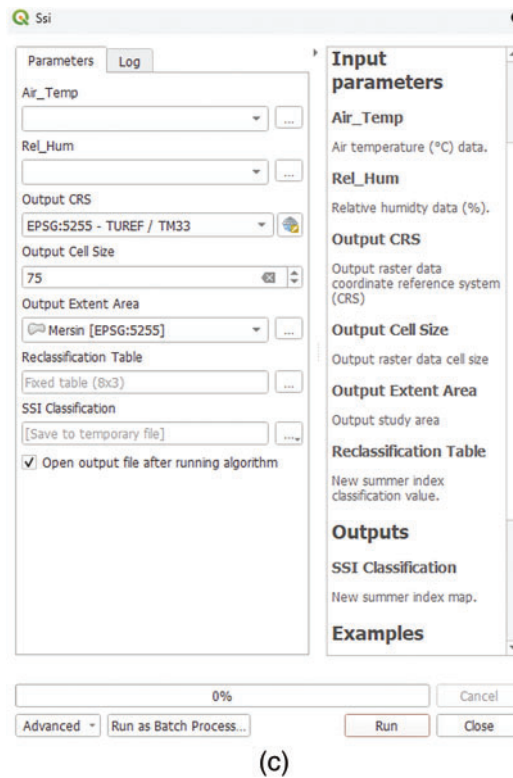 Ssi
Parameters
Log
Air_Temp
...
Rel_Hum
...
Output CRS
EPSG:5255 - TUREF / TM33
Output Cell Size
75
Output Extent Area
Mersin [EPSG:5255]
...
Reclassification Table
Fixed table (8x3)
...
SSI Classification
[Save to temporary file]
...
Open output file after running algorithm
Input
parameters
Air_Temp
Air temperature (°C) data.
Rel_Hum
Relative humidity data (%).
Output CRS
Output raster data
coordinate reference system
(CRS)
Output Cell Size
Output raster data cell size
Output Extent Area
Output study area
Reclassification Table
New summer index
classification value.
Outputs
SSI Classification
New summer index map.
Examples
0%
Cancel
Advanced
Run as Batch Process...
Run
Close
(c)